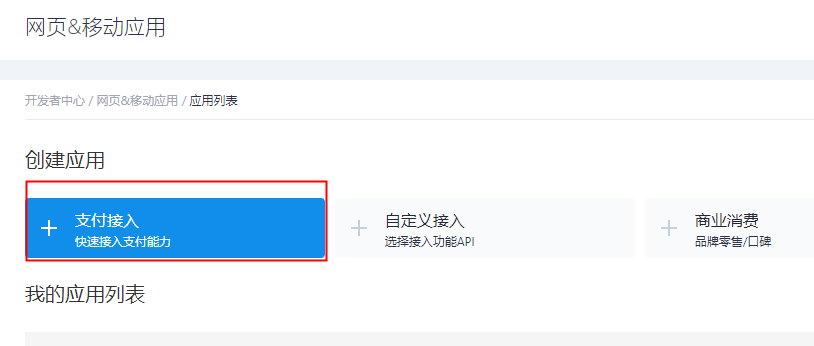 网页&移动应用
开发者中心 / 网页&移动应用 / 应用列表
创建应用
支付接入
快速接入支付能力
自定义接入
选择接入功能API
商业消费
品牌零售/口碑
我的应用列表